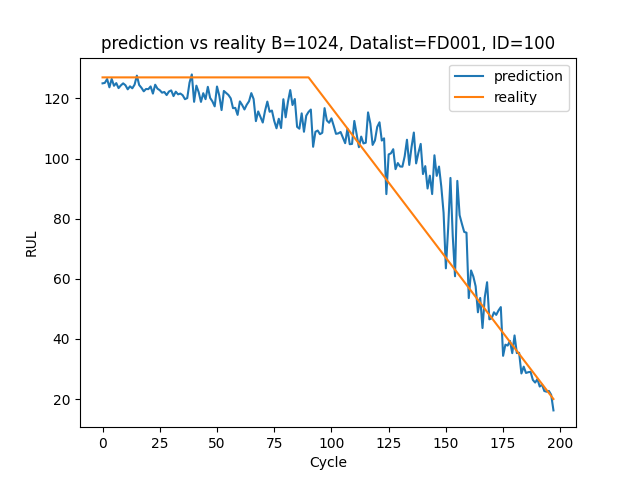 prediction vs reality B=1024, Datalist=FD001, ID=100
prediction
reality
RUL
120
100
80
60
40
20
0 25 50 75 100 125 150 175 200
Cycle